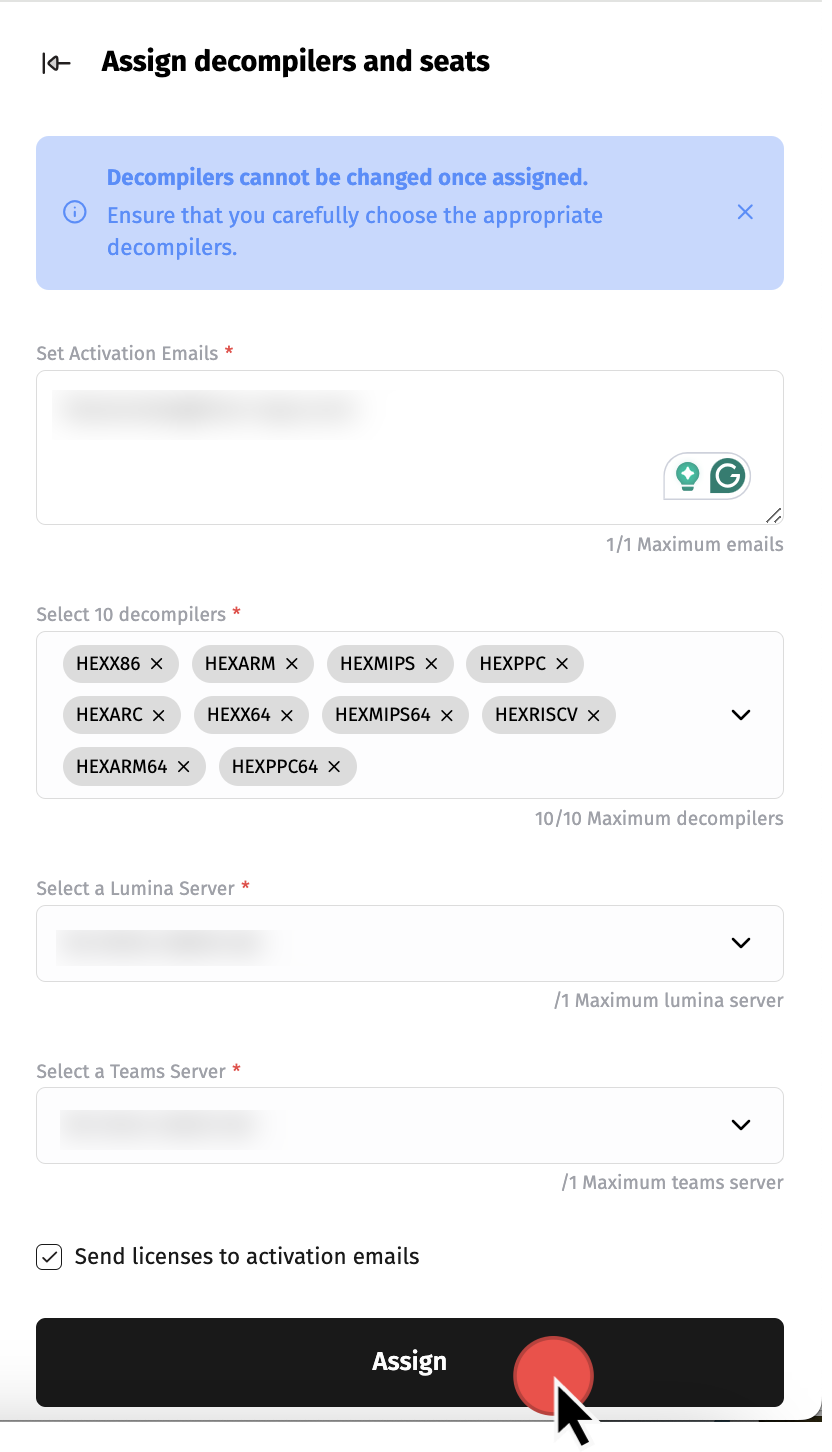 Assign decompilers and seats
Decompilers cannot be changed once assigned.
Ensure that you carefully choose the appropriate
decompilers.
Set Activation Emails *
1/1 Maximum emails
Select 10 decompilers *
HEXX86 HEXARM HEXMIPS HEXPPC
HEXARC HEXX64 HEXMIPS64 HEXRISCV
HEXARM64 HEXPPC64
10/10 Maximum decompilers
Select a Lumina Server *
/1 Maximum lumina server
Select a Teams Server *
/1 Maximum teams server
Send licenses to activation emails
Assign